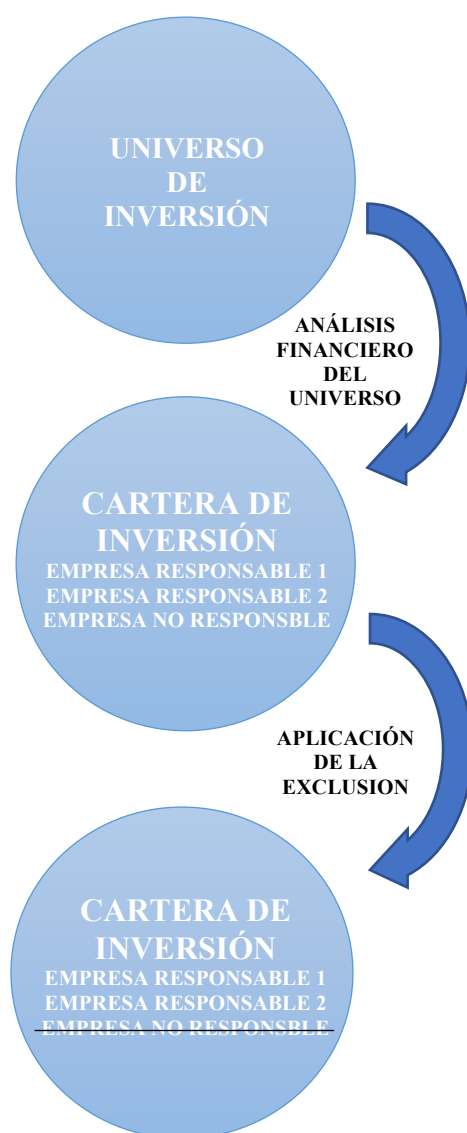 UNIVERSO
DE
INVERSIÓN
ANÁLISIS
FINANCIERO
DEL
UNIVERSO
CARTERA DE
INVERSIÓN
EMPRESA RESPONSABLE 1
EMPRESA RESPONSABLE 2
EMPRESA NO RESPONSBLE
APLICACIÓN
DE LA
EXCLUSION
CARTERA DE
INVERSIÓN
EMPRESA RESPONSABLE 1
EMPRESA RESPONSABLE 2
EMPRESA NO RESPONSBLE